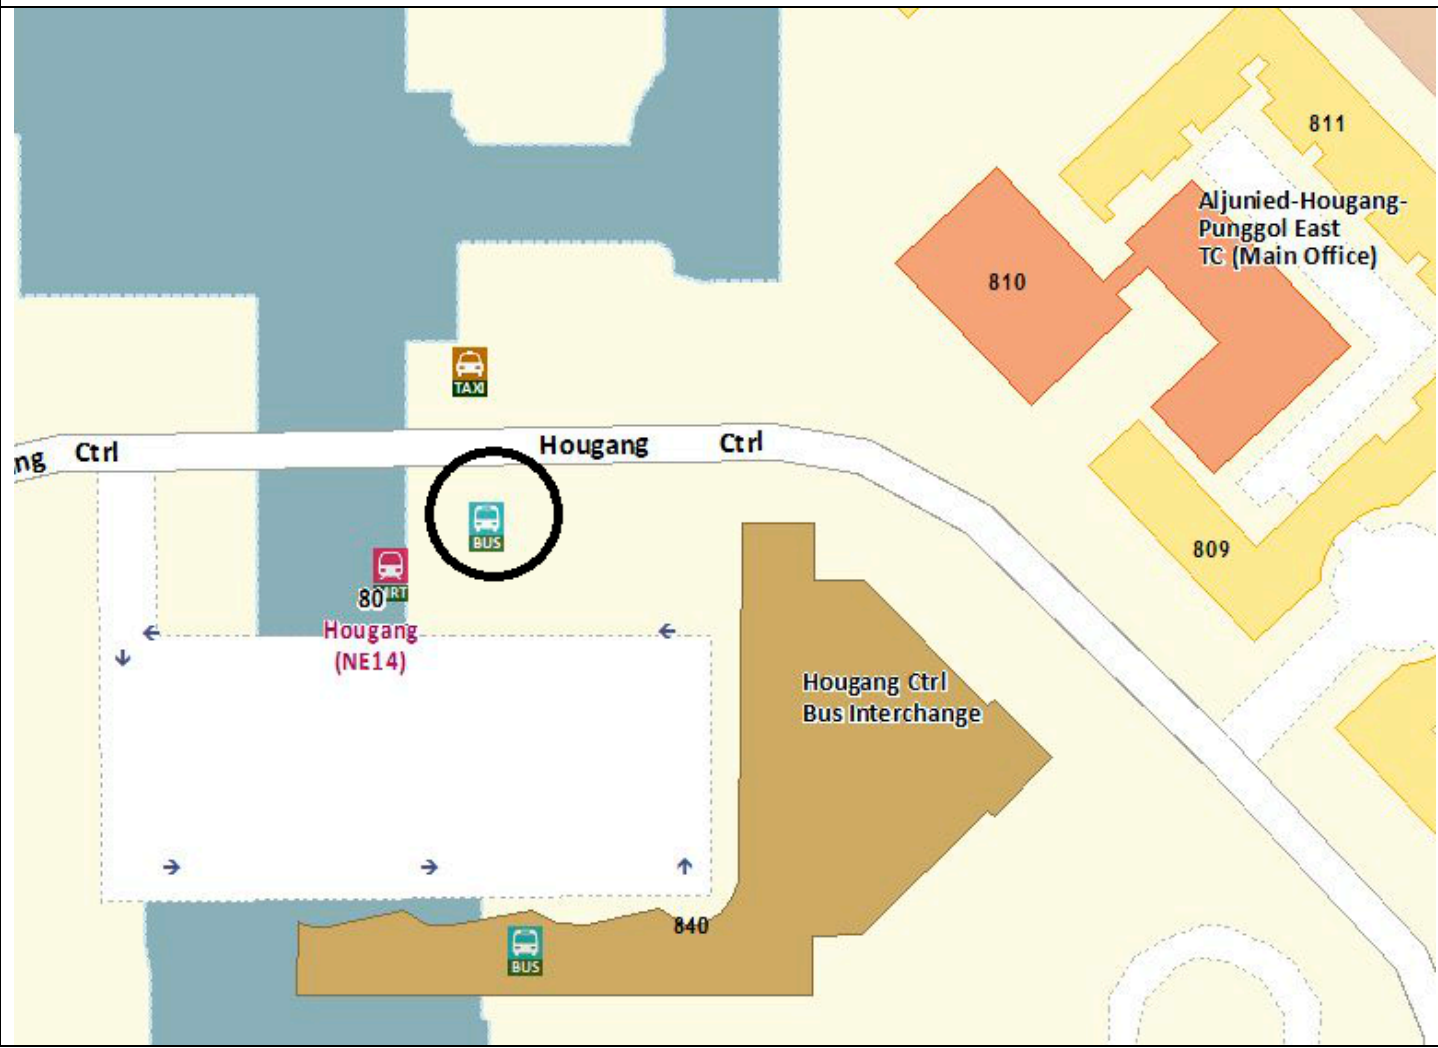 811
Aljunied-Hougang-
Punggol East
TC (Main Office)
810
TAXI
ng Ctrl
Hougang Ctrl
BUS
809
80
Hougang
(NE14)
Hougang Ctrl
Bus Interchange
840
BUS